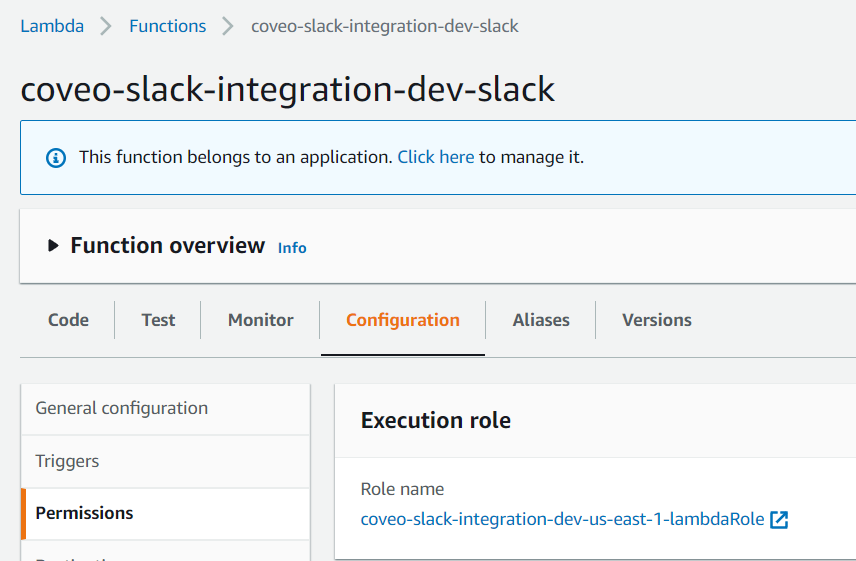 Lambda > Functions > coveo-slack-integration-dev-slack
coveo-slack-integration-dev-slack
This function belongs to an application. Click here to manage it.
Function overview Info
Code Test Monitor Configuration Aliases Versions
General configuration
Triggers
Permissions
Execution role
Role name
coveo-slack-integration-dev-us-east-1-lambdaRole